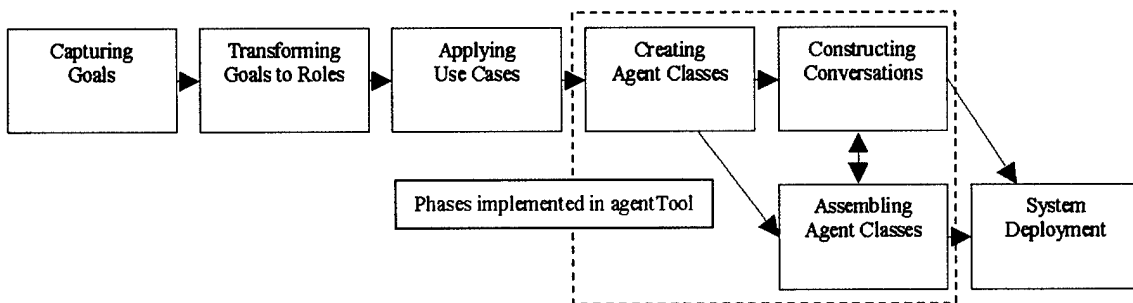 Capturing
Goals
Transforming
Goals to Roles
Applying
Use Cases
Creating
Agent Classes
Constructing
Conversations
Phases implemented in agentTool
Assembling
Agent Classes
System
Deployment